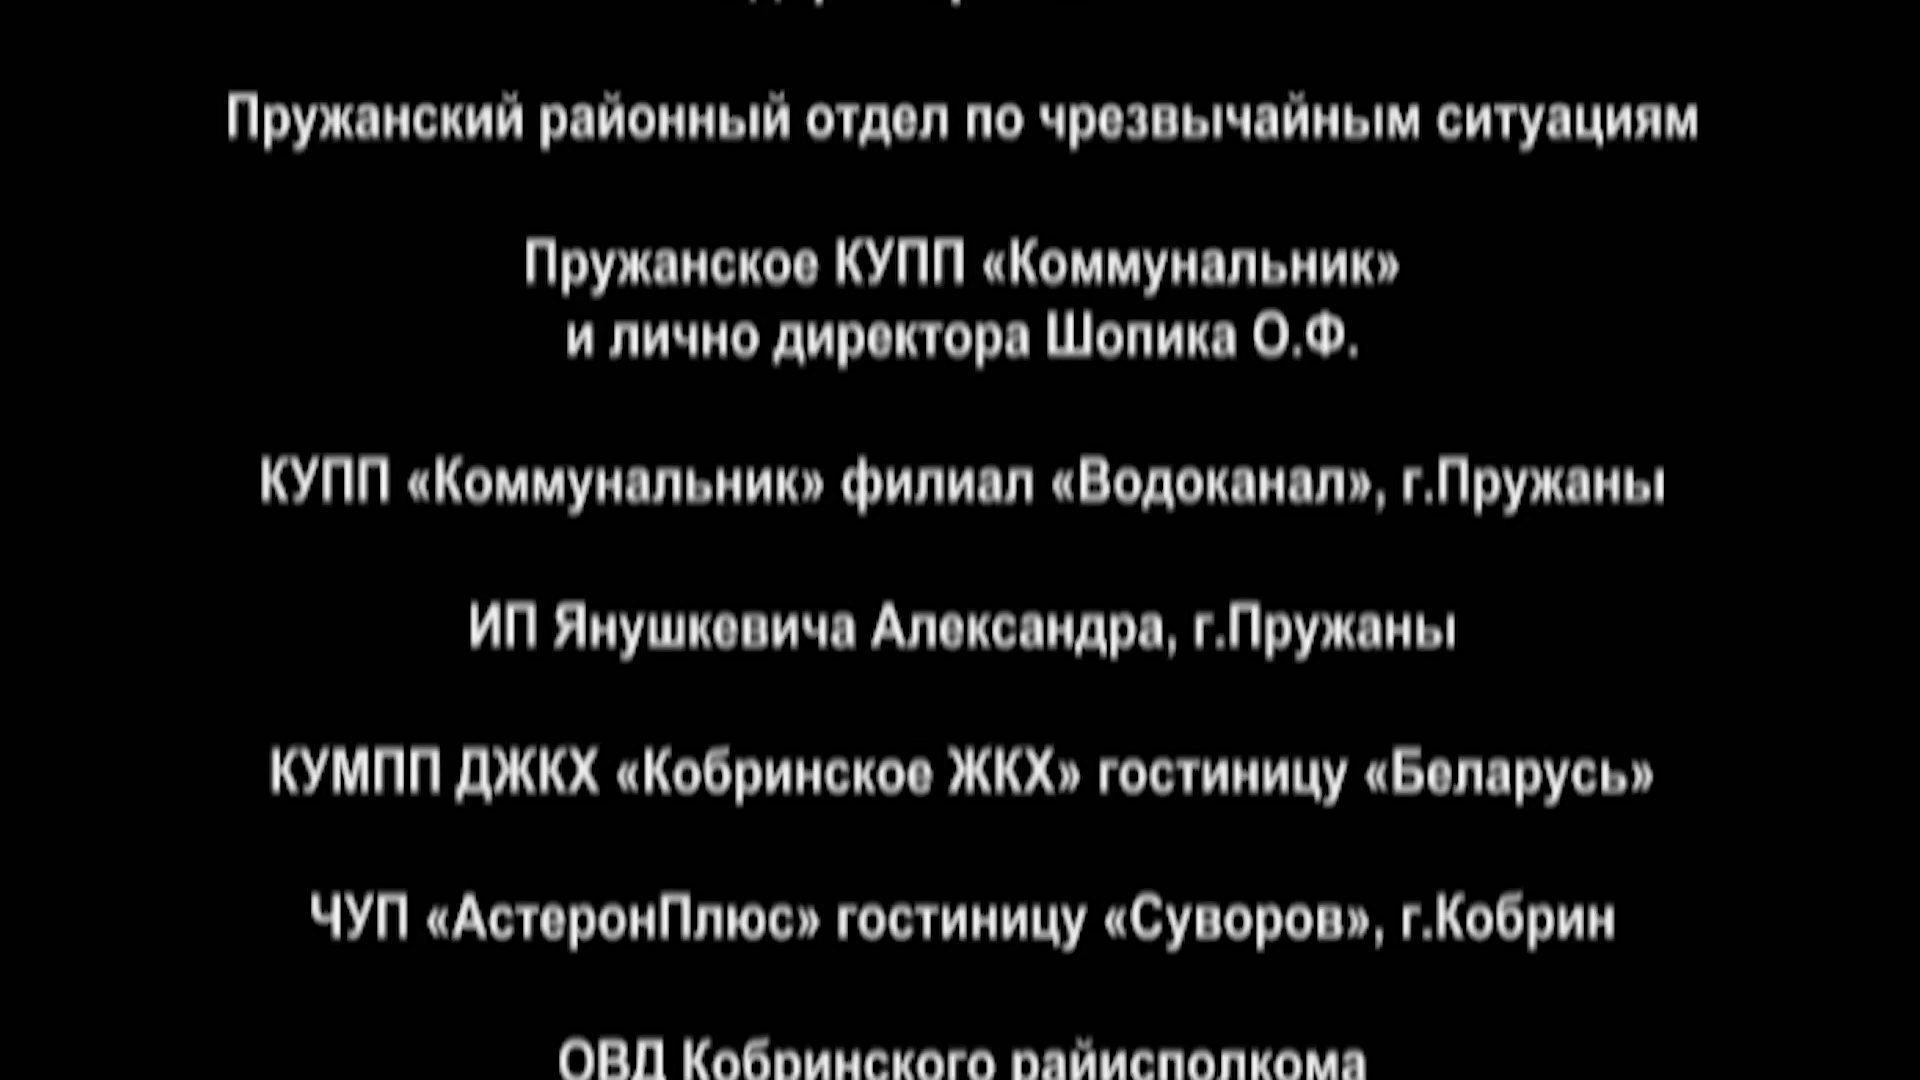 Пружанский районный отдел по чрезвычайным ситуациям
Пружанское КУПП «Коммунальник»
и лично директора Шопика О.Ф.
КУПП «Коммунальник» филиал «Водоканал», г.Пружаны
ИП Янушкевича Александра, г.Пружаны
КУМПП ДЖКХ «Кобринское ЖКХ» гостиницу «Беларусь»
ЧУП «АстеронПлюс» гостиницу «Суворов», г.Кобрин
ОВД Кобринского райисполкома